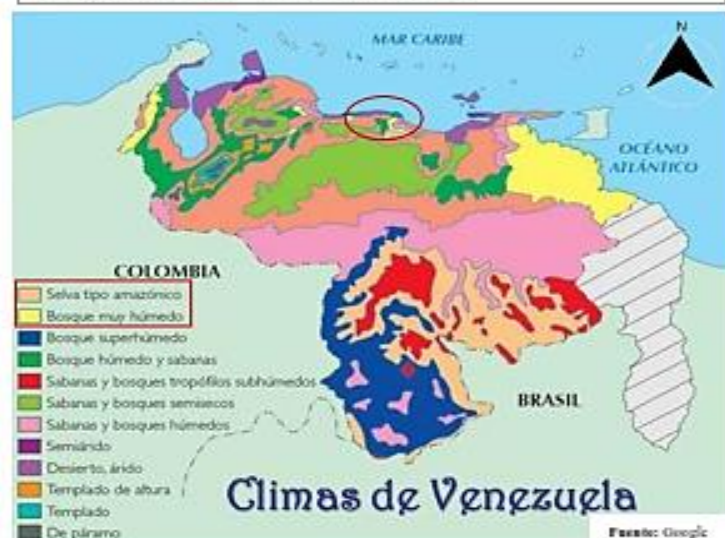 N
MAR CARIBE
OCÉANO
ATLÁNTICO
COLOMBIA
BRASIL
Selva tipo amazónico
Bosque muy húmedo
Bosque superhúmedo
Bosque húmedo y sabanas
Sabanas y bosques tropófilos subhúmedos
Sabanas y bosques semisecos
Sabanas y bosques húmedos
Semiárido
Desierto, árido
Templado de altura
Templado
De páramo
Climas de Venezuela
Fuente: Google